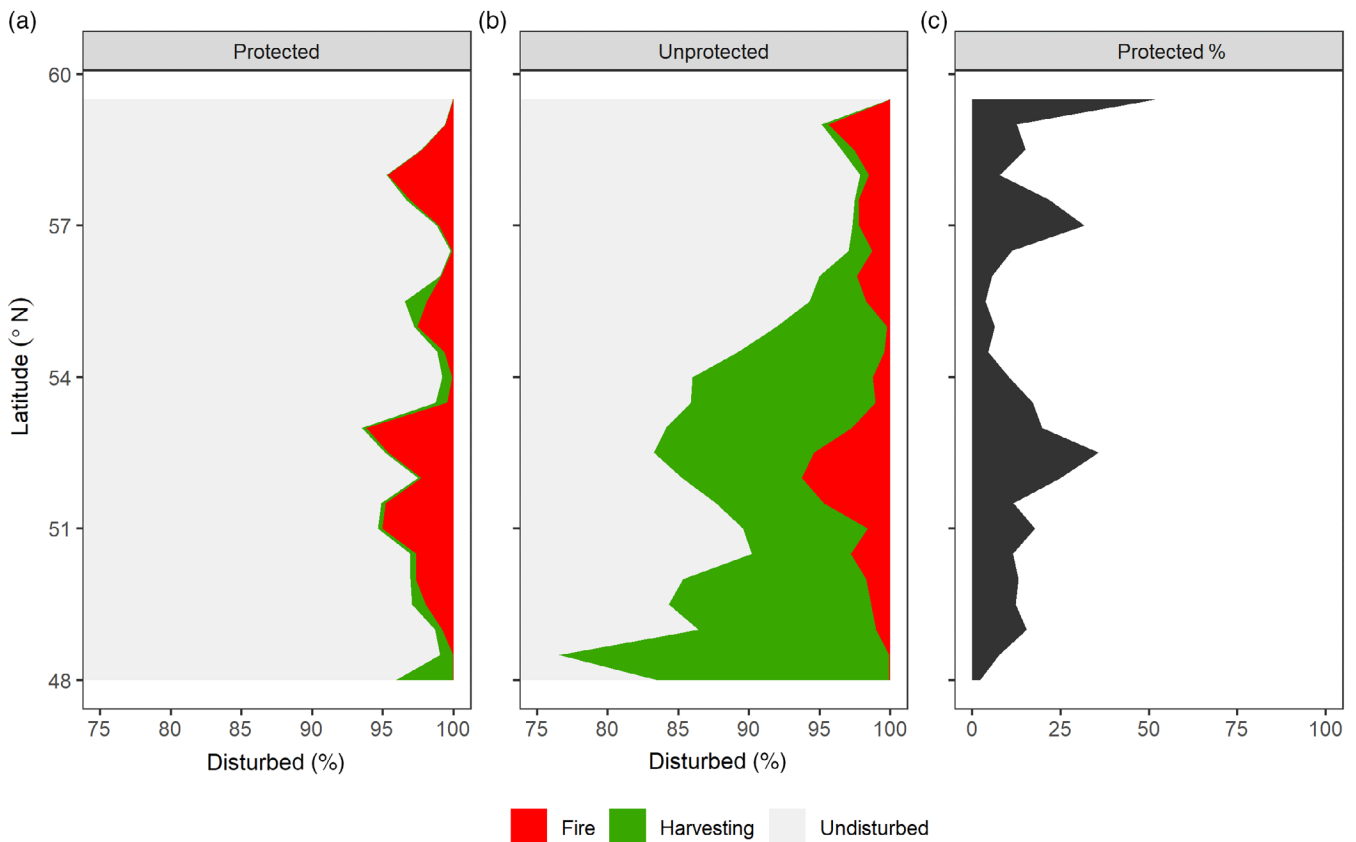 (a)
(b)
(c)
Protected
Unprotected
Protected %
60
57
54
51
48
Latitude (° N)
75 80 85 90 95 100
75 80 85 90 95 100
0 25 50 75 100
Disturbed (%)
Disturbed (%)
Fire Harvesting Undisturbed